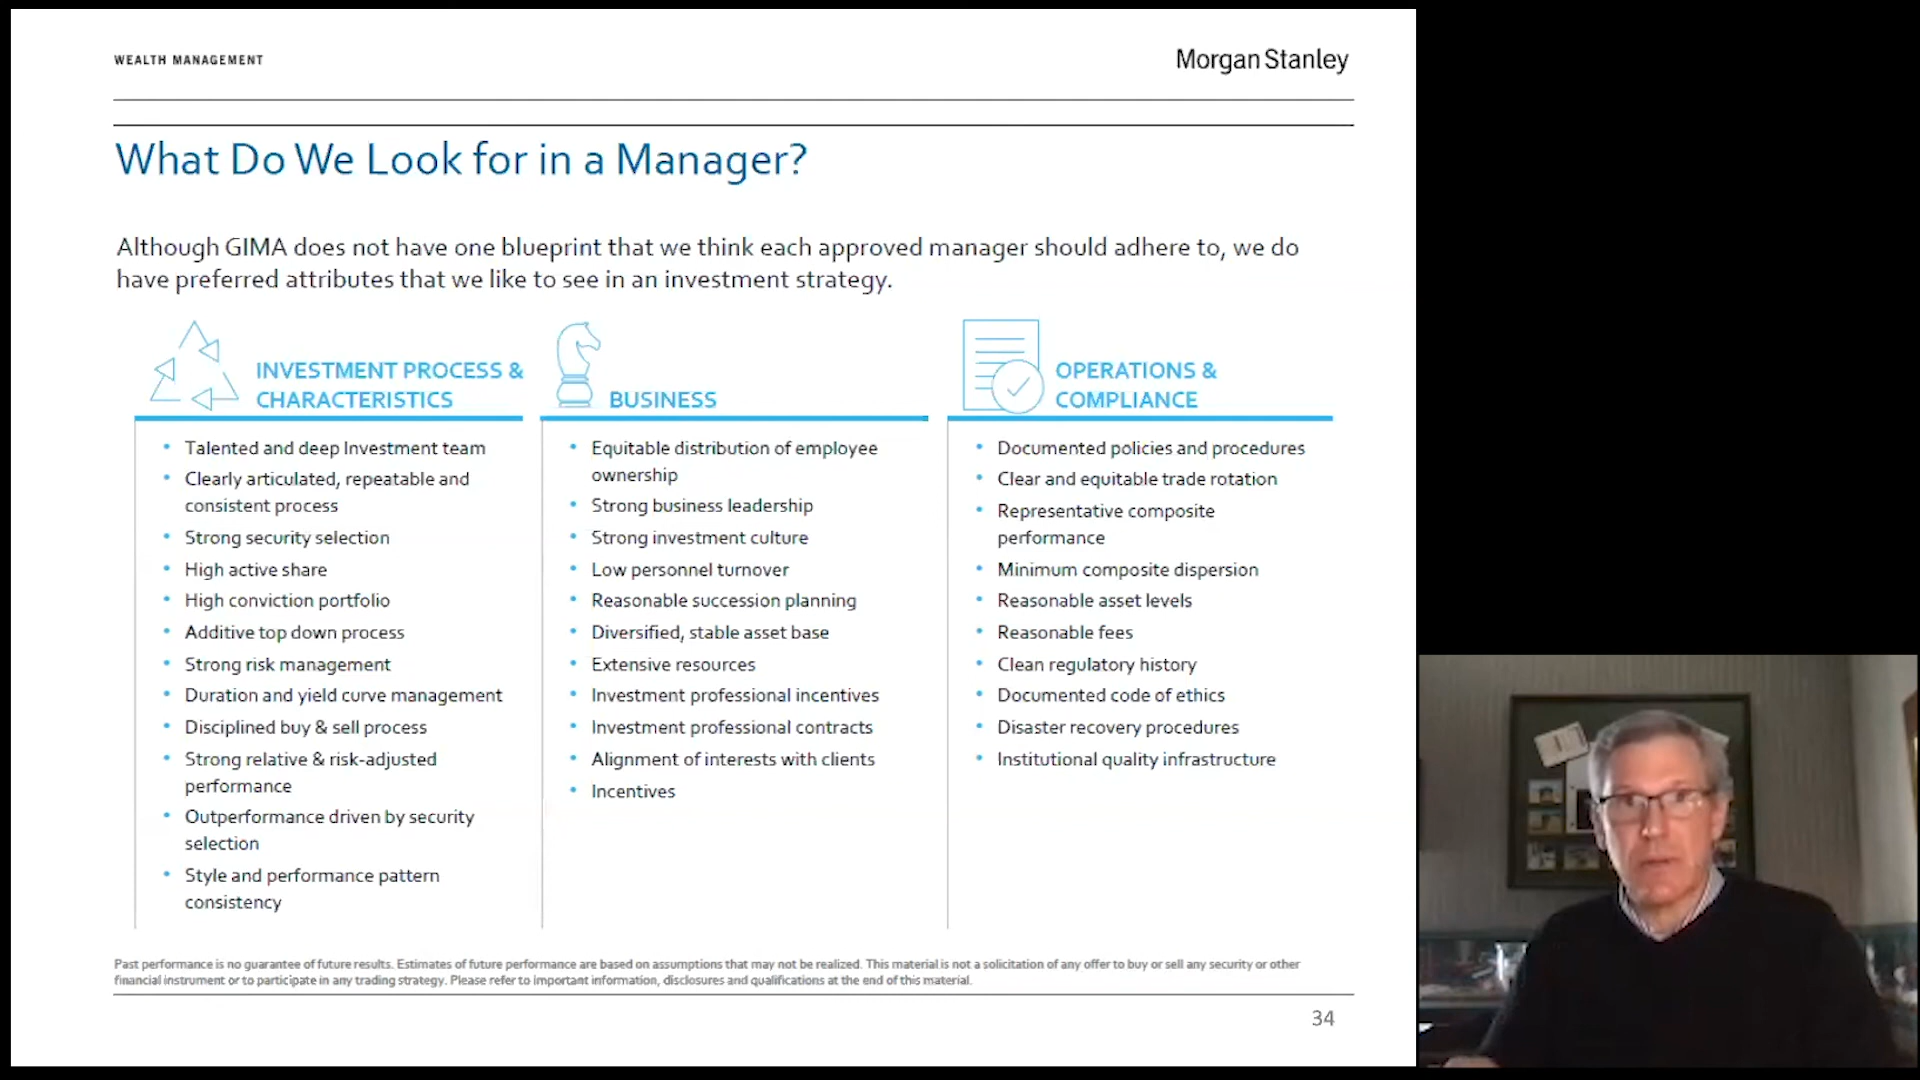 WEALTH MANAGEMENT
Morgan Stanley
What Do We Look for in a Manager?
Although GIMA does not have one blueprint that we think each approved manager should adhere to, we do
have preferred attributes that we like to see in an investment strategy.
INVESTMENT PROCESS &
CHARACTERISTICS
• Talented and deep Investment team
• Clearly articulated, repeatable and
consistent process
• Strong security selection
• High active share
• High conviction portfolio
• Additive top down process
• Strong risk management
• Duration and yield curve management
• Disciplined buy & sell process
• Strong relative & risk-adjusted
performance
• Outperformance driven by security
selection
• Style and performance pattern
consistency
BUSINESS
• Equitable distribution of employee
ownership
• Strong business leadership
• Strong investment culture
• Low personnel turnover
• Reasonable succession planning
• Diversified, stable asset base
• Extensive resources
• Investment professional incentives
• Investment professional contracts
• Alignment of interests with clients
• Incentives
OPERATIONS &
COMPLIANCE
• Documented policies and procedures
• Clear and equitable trade rotation
• Representative composite
performance
• Minimum composite dispersion
• Reasonable asset levels
• Reasonable fees
• Clean regulatory history
• Documented code of ethics
• Disaster recovery procedures
• Institutional quality infrastructure
Past performance is no guarantee of future results. Estimates of future performance are based on assumptions that may not be realized. This material is not a solicitation of any offer to buy or sell any security or other
financial instrument or to participate in any trading strategy. Please refer to important information, disclosures and qualifications at the end of this material.
34